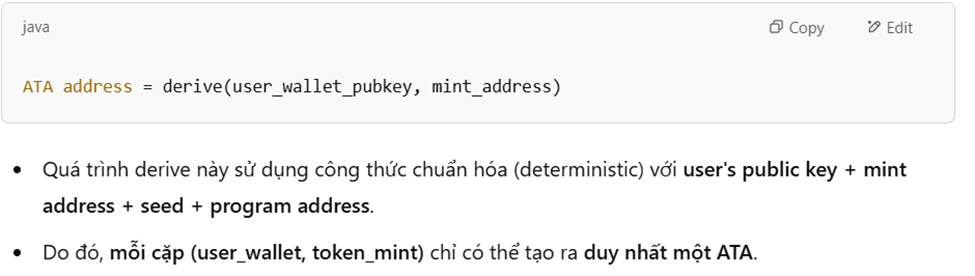 java
Copy
Edit
ATA address = derive(user_wallet_pubkey, mint_address)
• Quá trình derive này sử dụng công thức chuẩn hóa (deterministic) với user's public key + mint
address + seed + program address.
• Do đó, mỗi cặp (user_wallet, token_mint) chỉ có thể tạo ra duy nhất một ATA.